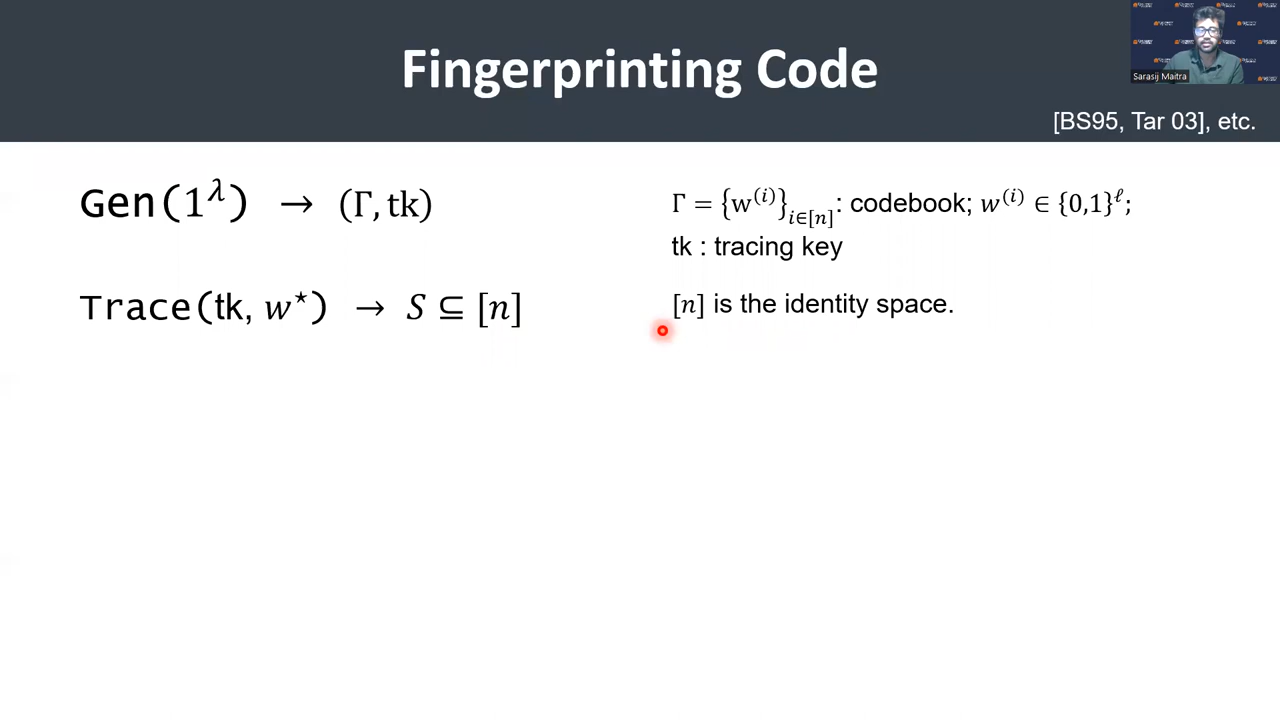 Fingerprinting Code
Sarasij Maitra
[BS95, Tar 03], etc.
Gen(1^λ) → (Γ, tk)
Γ = {w^(i)}_{i∈[n]}: codebook; w^(i) ∈ {0,1}^ℓ;
tk : tracing key
Trace(tk, w^⋆) → S ⊆ [n]
[n] is the identity space.